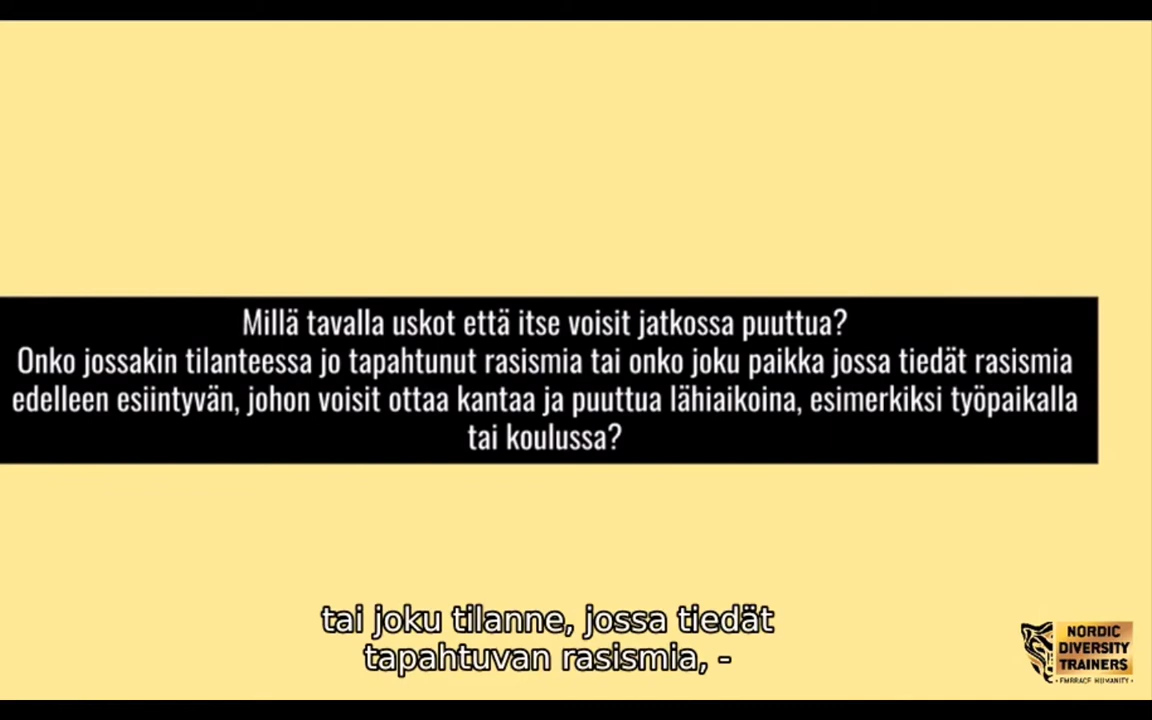 Millä tavalla uskot että itse voisit jatkossa puuttua?
Onko jossakin tilanteessa jo tapahtunut rasismia tai onko joku paikka jossa tiedät rasismia
edelleen esiintyvän, johon voisit ottaa kantaa ja puuttua lähiaikoina, esimerkiksi työpaikalla
tai koulussa?
tai joku tilanne, jossa tiedät
tapahtuvan rasismia, -
NORDIC
DIVERSITY
TRAINERS
• EMBRACE HUMANITY •